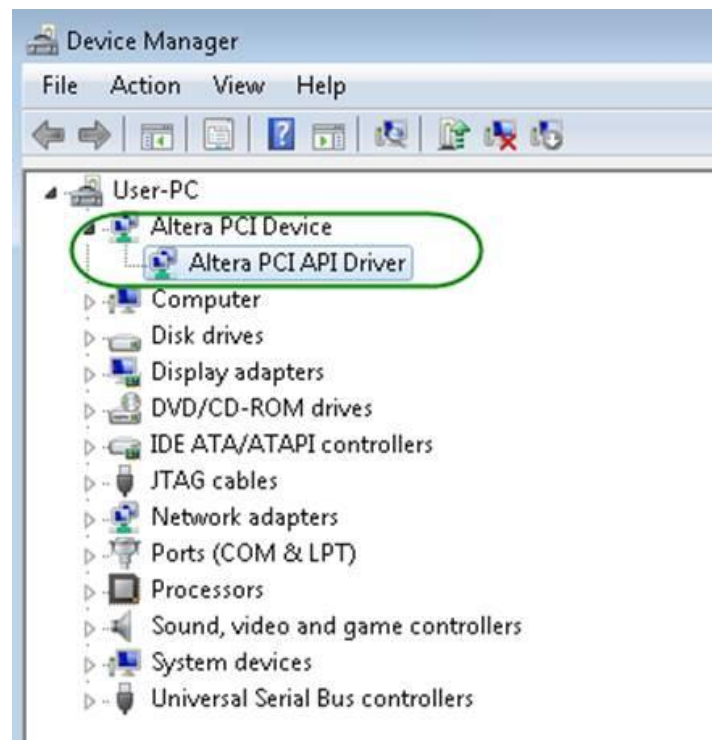 Device Manager
File Action View Help
User-PC
Altera PCI Device
Altera PCI API Driver
Computer
Disk drives
Display adapters
DVD/CD-ROM drives
IDE ATA/ATAPI controllers
JTAG cables
Network adapters
Ports (COM & LPT)
Processors
Sound, video and game controllers
System devices
Universal Serial Bus controllers